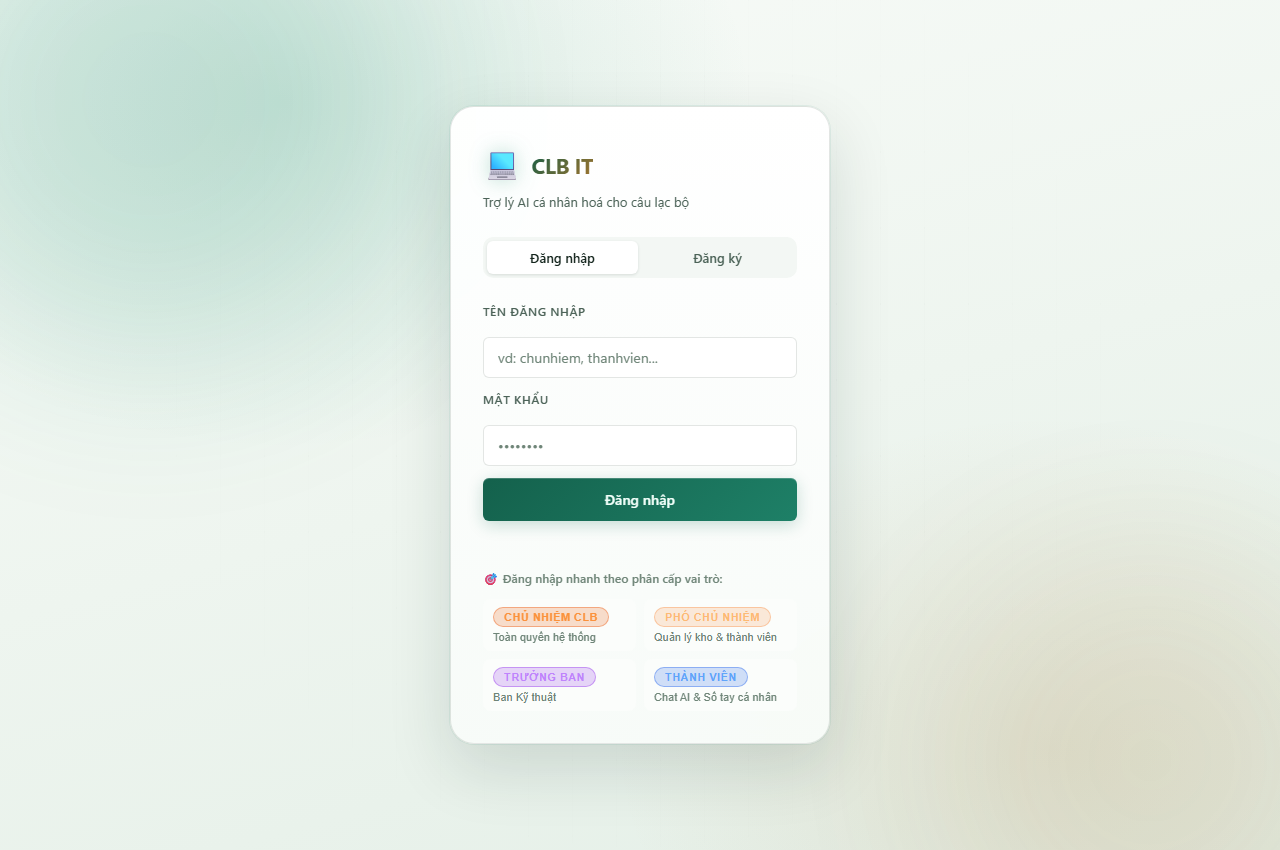 CLB IT
Trợ lý AI cá nhân hoá cho câu lạc bộ
Đăng nhập
Đăng ký
TÊN ĐĂNG NHẬP
vd: chunhiem, thanhvien...
MẬT KHẨU
••••••••
Đăng nhập
Đăng nhập nhanh theo phân cấp vai trò:
CHỦ NHIỆM CLB
PHÓ CHỦ NHIỆM
Toàn quyền hệ thống
Quản lý kho & thành viên
TRƯỞNG BAN
THÀNH VIÊN
Ban Kỹ thuật
Chat AI & Sổ tay cá nhân